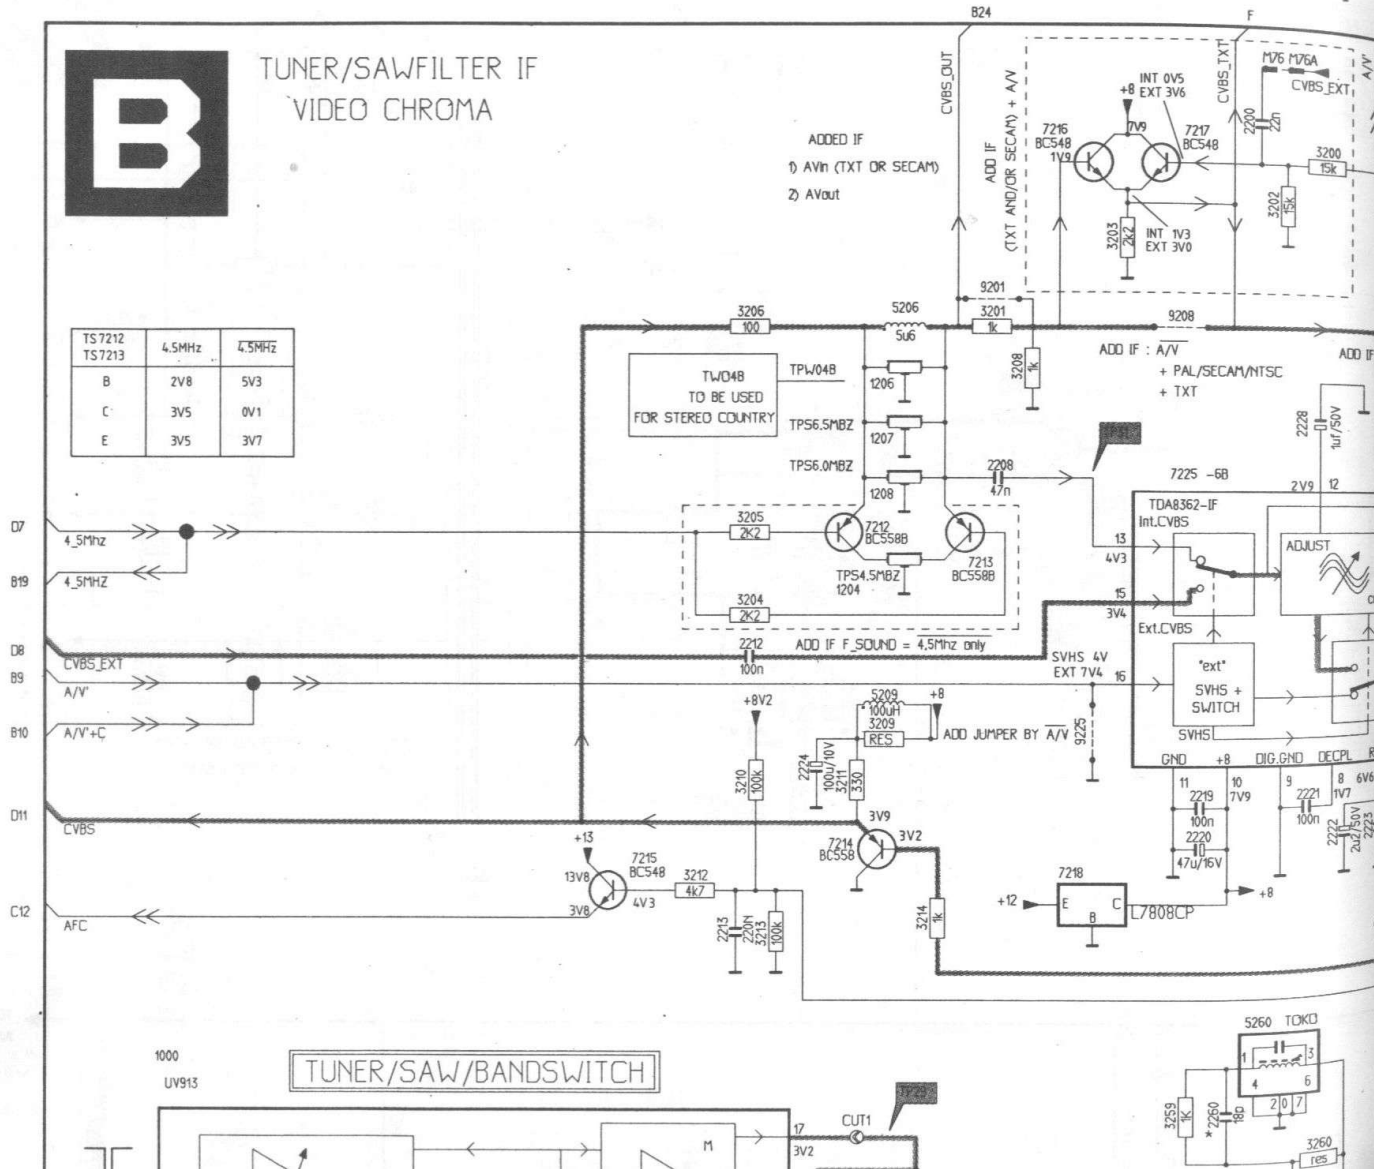 B24
F
B
TUNER/SAWFILTER IF
VIDEO CHROMA
ADDED IF
1) AVin (TXT OR SECAM)
2) AVout
CVBS_OUT
ADD IF
(TXT AND/OR SECAM) + A/V
CVBS_TXT
M76 M76A
CVBS_EXT
A/V'
INT 0V5
EXT 3V6
+8
7V9
7216
BC548
1V9
7217
BC548
2200
22n
3200
15k
3202
15k
3203
2k2
INT 1V3
EXT 3V0
9201
3206
100
5206
5u6
3201
1k
9208
3208
1k
ADD IF : A/V
+ PAL/SECAM/NTSC
+ TXT
ADD IF
TS7212
TS7213
4.5MHz
4.5MHz
B
2V8
5V3
C
3V5
0V1
E
3V5
3V7
TW04B
TO BE USED
FOR STEREO COUNTRY
TPW04B
1206
TPS6.5MBZ
1207
TPS6.0MBZ
1208
2208
47n
2228
1uf/50V
7225 -6B
2V9
12
TDA8362-IF
Int.CVBS
13
4V3
15
3V4
Ext.CVBS
ADJUST
D7
4_5Mhz
B19
4_5MHZ
3205
2K2
7212
BC558B
7213
BC558B
TPS4.5MBZ
1204
3204
2K2
D8
CVBS_EXT
2212
100n
ADD IF F_SOUND = 4,5Mhz only
SVHS 4V
EXT 7V4
16
"ext"
SVHS +
SWITCH
SVHS
B9
A/V'
B10
A/V'+C
+8V2
5209
100uH
3209
RES
+8
ADD JUMPER BY A/V
9225
2224
100u/10V
3211
330
3210
100k
GND
+8
DIG.GND
DECPL
11
10
7V9
9
8
1V7
6V6
2219
100n
2220
47u/16V
2221
100n
2222
2u2/50V
2223
D11
CVBS
3V9
3V2
7214
BC558
+13
13V8
3V8
7215
BC548
4V3
3212
4k7
C12
AFC
2213
220N
3213
100k
3214
1k
7218
+12
E
C
B
L7808CP
+8
1000
UV913
TUNER/SAW/BANDSWITCH
CUT1
17
3V2
M
5260 TOKO
1
3
4
6
2 0 7
3259
1K
*2260
18p
3260
res